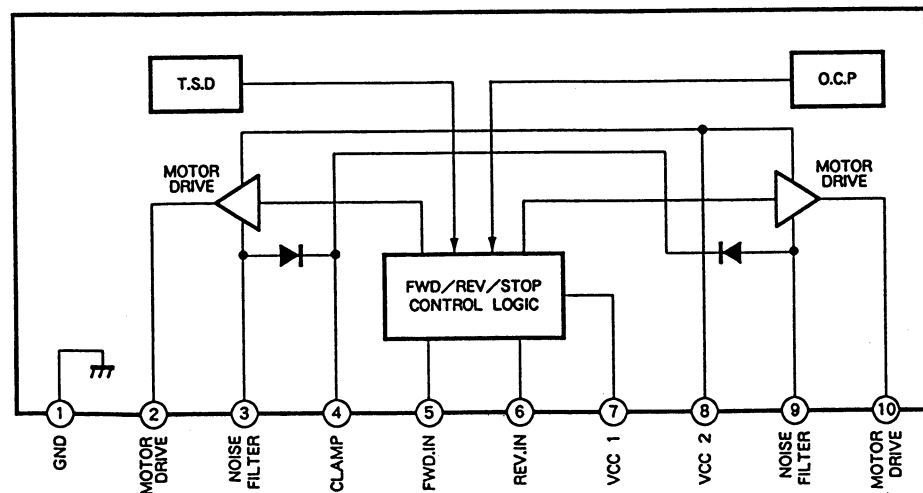 T.S.D
O.C.P
MOTOR
DRIVE
MOTOR
DRIVE
FWD/REV/STOP
CONTROL LOGIC
1
2
3
4
5
6
7
8
9
10
GND
MOTOR
DRIVE
NOISE
FILTER
CLAMP
FWD.IN
REV.IN
VCC 1
VCC 2
NOISE
FILTER
MOTOR
DRIVE